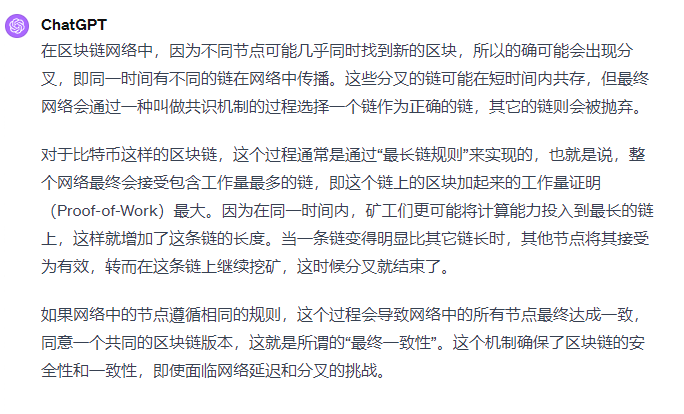 ChatGPT
在区块链网络中，因为不同节点可能几乎同时找到新的区块，所以的确可能会出现分
叉，即同一时间有不同的链在网络中传播。这些分叉的链可能在短时间内共存，但最终
网络会通过一种叫做共识机制的过程选择一个链作为正确的链，其它的链则会被抛弃。
对于比特币这样的区块链，这个过程通常是通过“最长链规则”来实现的，也就是说，整
个网络最终会接受包含工作量最多的链，即这个链上的区块加起来的工作量证明
（Proof-of-Work）最大。因为在同一时间内，矿工们更可能将计算能力投入到最长的链
上，这样就增加了这条链的长度。当一条链变得明显比其它链长时，其他节点将其接受
为有效，转而在这条链上继续挖矿，这时候分叉就结束了。
如果网络中的节点遵循相同的规则，这个过程会导致网络中的所有节点最终达成一致，
同意一个共同的区块链版本，这就是所谓的“最终一致性”。这个机制确保了区块链的安
全性和一致性，即使面临网络延迟和分叉的挑战。